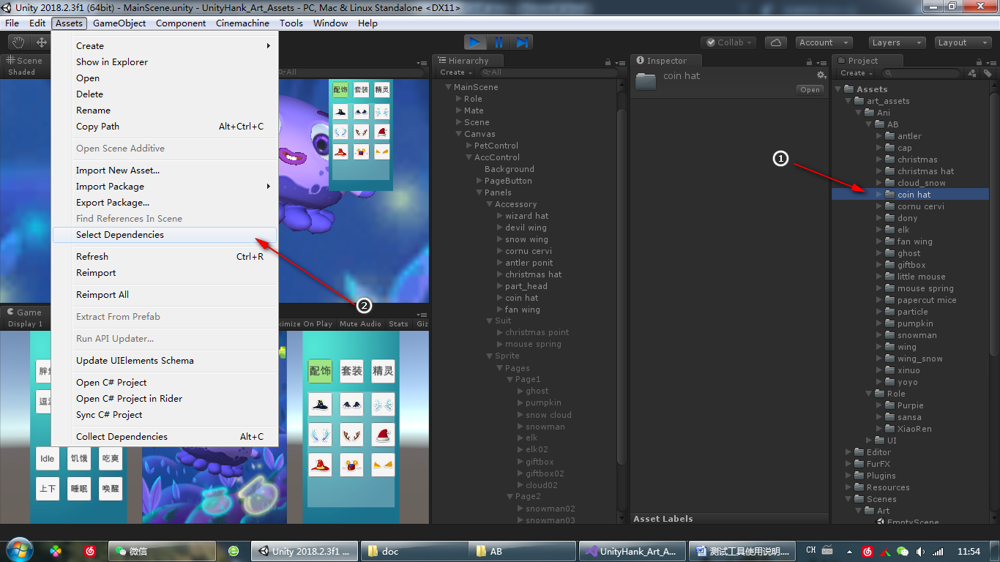 Unity 2018.2.3f1 (64bit) - MainScene.unity - UnityHank_Art_Assets - PC, Mac & Linux Standalone <DX11>
File Edit Assets GameObject Component Cinemachine Tools Window Help
Collab Account Layers Layout
Scene
Shaded
All
Create
Show in Explorer
Open
Delete
Rename
Copy Path Alt+Ctrl+C
Open Scene Additive
Import New Asset...
Import Package
Export Package...
Find References In Scene
Select Dependencies
Refresh Ctrl+R
Reimport
Reimport All
Extract From Prefab
Run API Updater...
Update UIElements Schema
Open C# Project
Open C# Project in Rider
Sync C# Project
Collect Dependencies Alt+C
配饰 套装 精灵
2
Game
Display 1
ximize On Play Mute Audio Stats Giz
配饰 套装 精灵
Idle 饥饿 吃爽
上下 睡眠 唤醒
Hierarchy
Create All
MainScene
Role
Mate
Scene
Canvas
PetControl
AccControl
Background
PageButton
Panels
Accessory
wizard hat
devil wing
snow wing
cornu cervi
antler ponit
christmas hat
part_head
coin hat
fan wing
Suit
christmas point
mouse spring
Sprite
Pages
Page1
ghost
pumpkin
snow cloud
snowman
elk
elk02
giftbox
giftbox02
cloud02
Page2
snowman02
snowman03
Inspector
coin hat
Open
1
Asset Labels
Project
Create
Assets
art_assets
Ani
AB
antler
cap
christmas
christmas hat
cloud_snow
coin hat
cornu cervi
dony
elk
fan wing
ghost
giftbox
little mouse
mouse spring
papercut mice
particle
pumpkin
snowman
wing
wing_snow
xinuo
yoyo
Role
Purpie
sansa
XiaoRen
UI
Editor
FurFX
Plugins
Resources
Scenes
Art
EmptyScene
微信 Unity 2018.2.3f1 ... doc AB UnityHank_Art_A... 测试工具使用说明.... CH 11:54